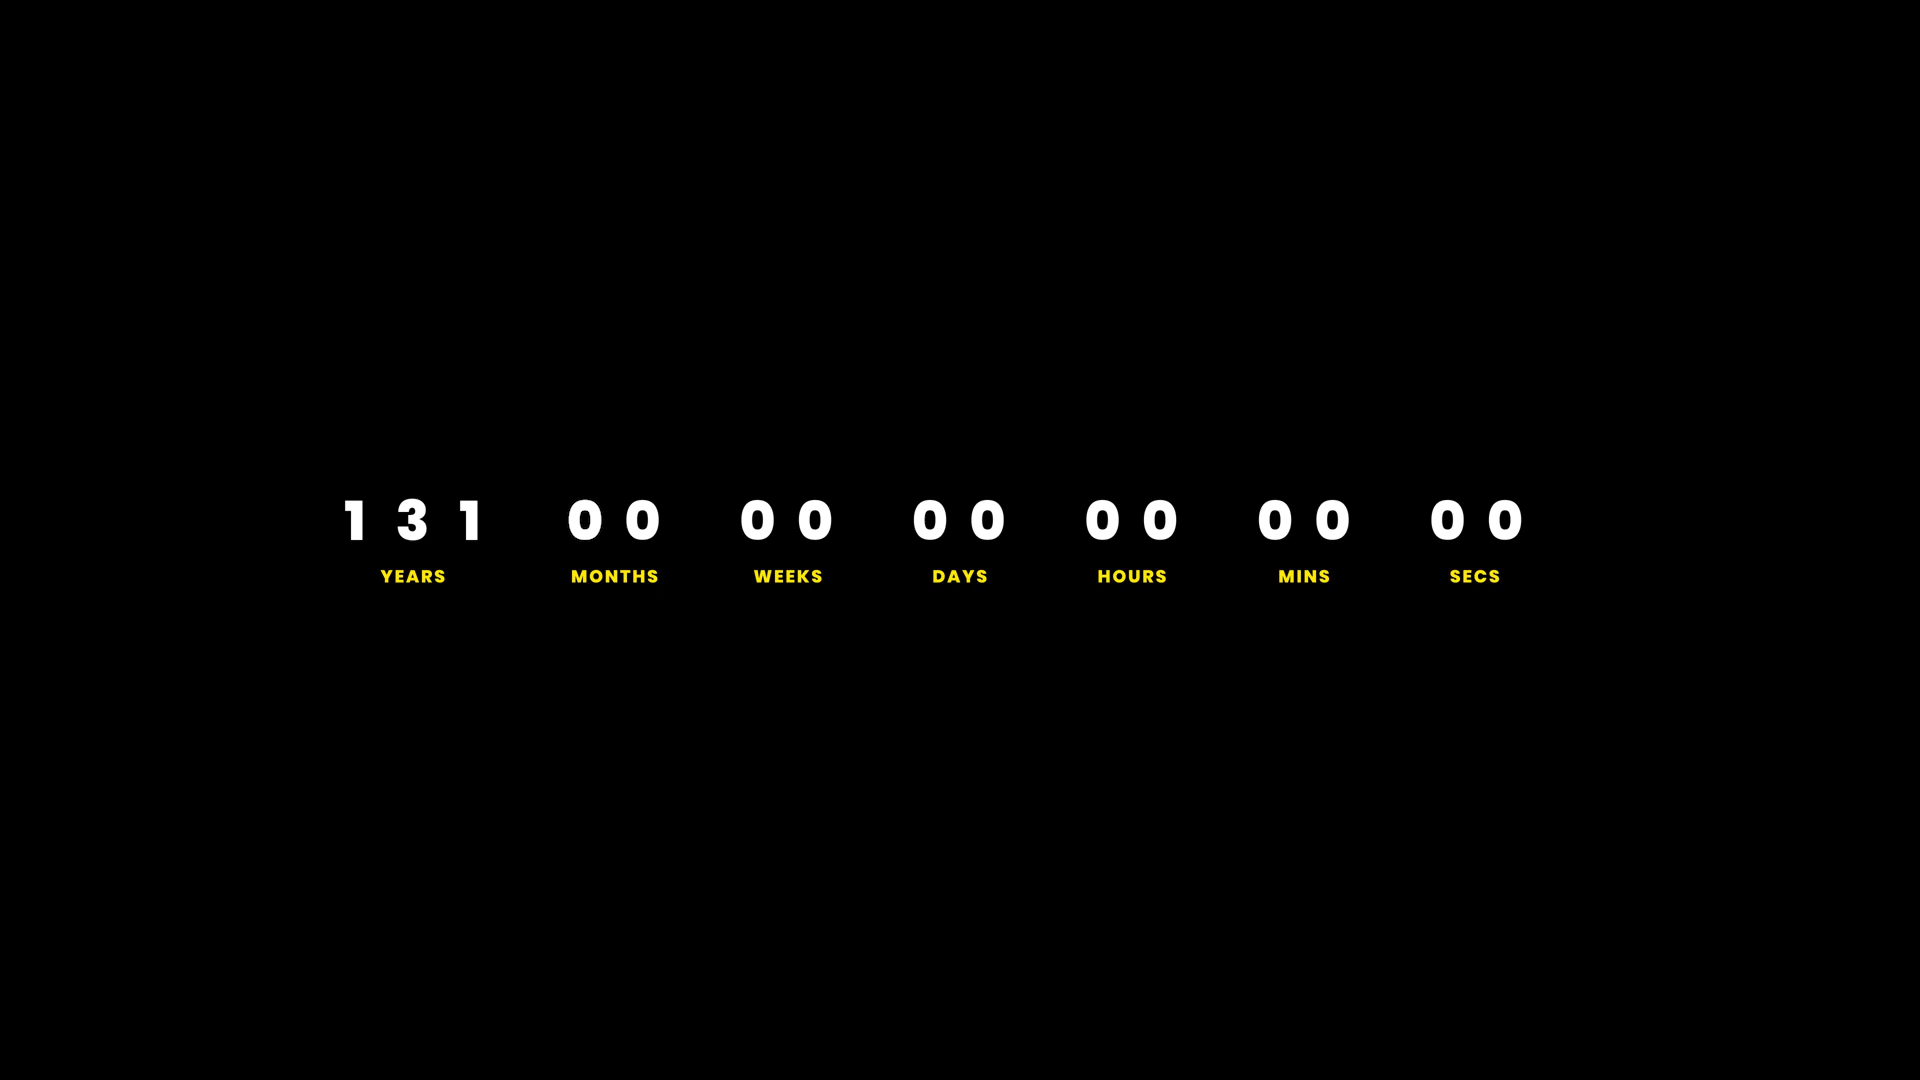 131 00 00 00 00 00 00
YEARS MONTHS WEEKS DAYS HOURS MINS SECS